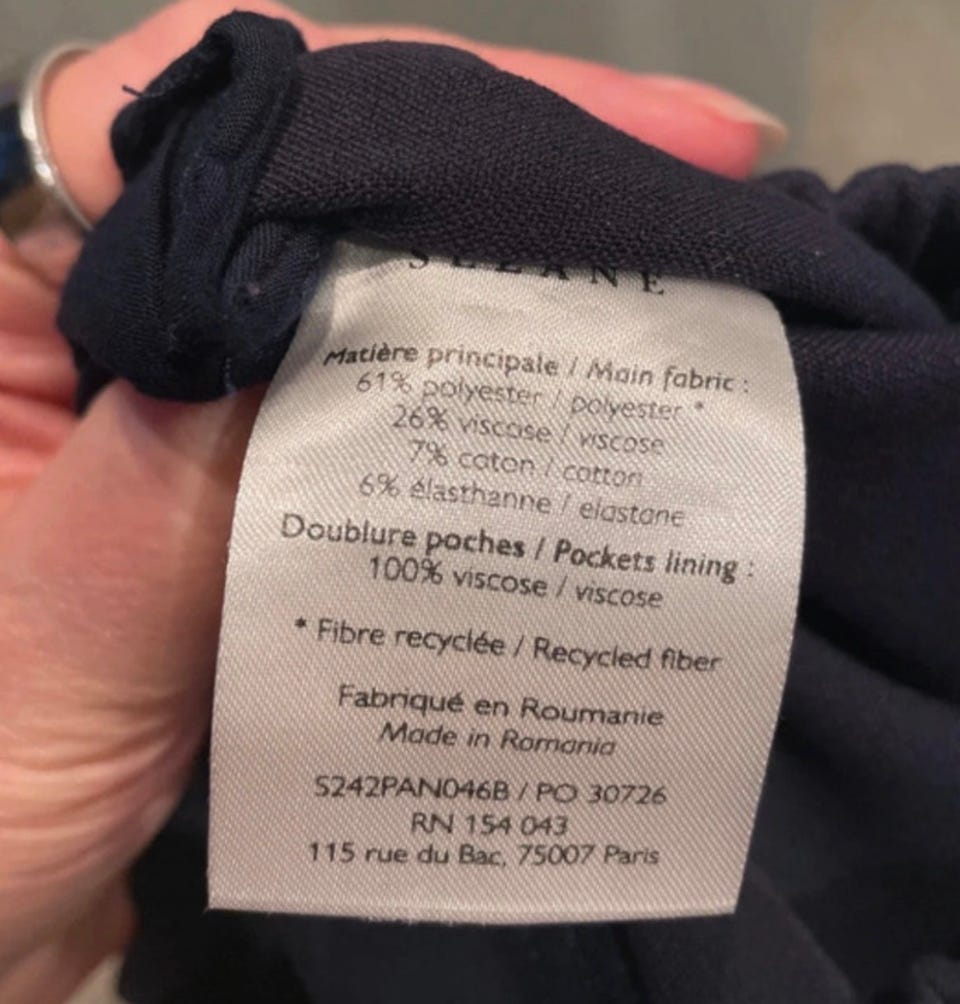 SÉZANE
Matière principale / Main fabric :
61% polyester / polyester *
26% viscose / viscose
7% coton / cotton
6% élasthanne / elastane
Doublure poches / Pockets lining :
100% viscose / viscose
* Fibre recyclée / Recycled fiber
Fabriqué en Roumanie
Made in Romania
S242PAN046B / PO 30726
RN 154 043
115 rue du Bac, 75007 Paris